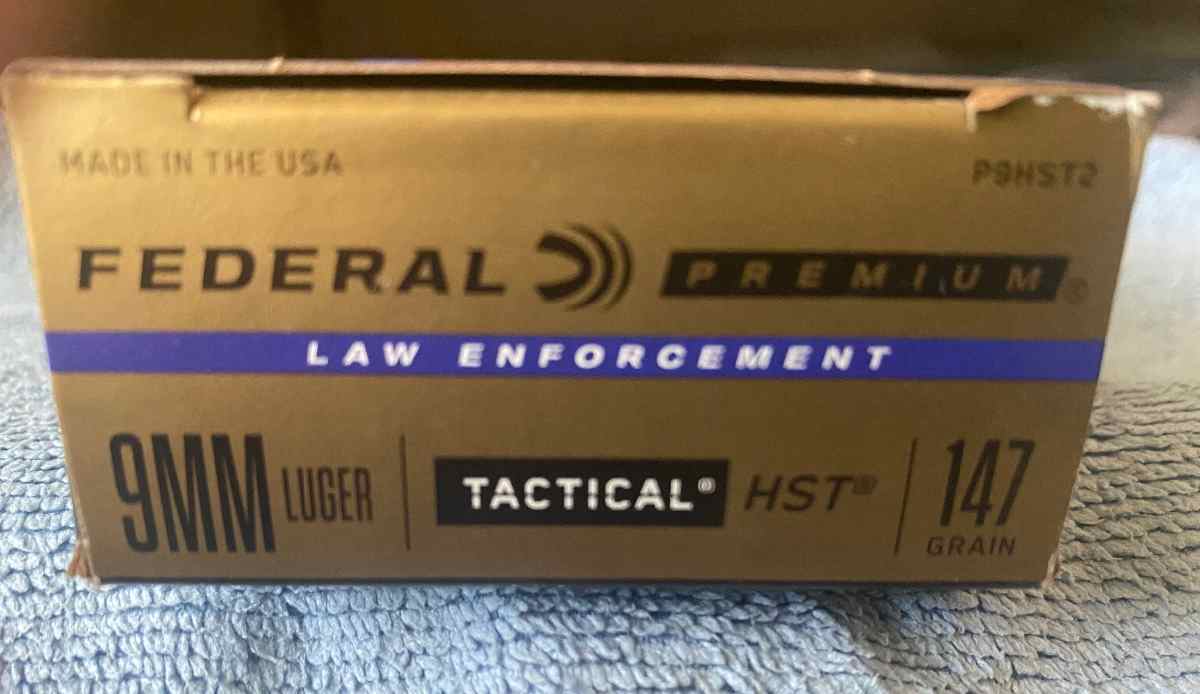 MADE IN THE USA P9HST2
FEDERAL PREMIUM®
LAW ENFORCEMENT
9MM LUGER TACTICAL® HST® 147 GRAIN